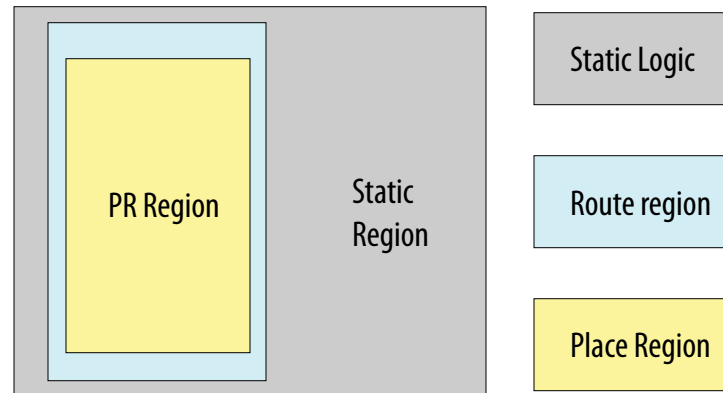 PR Region
Static
Region
Static Logic
Route region
Place Region